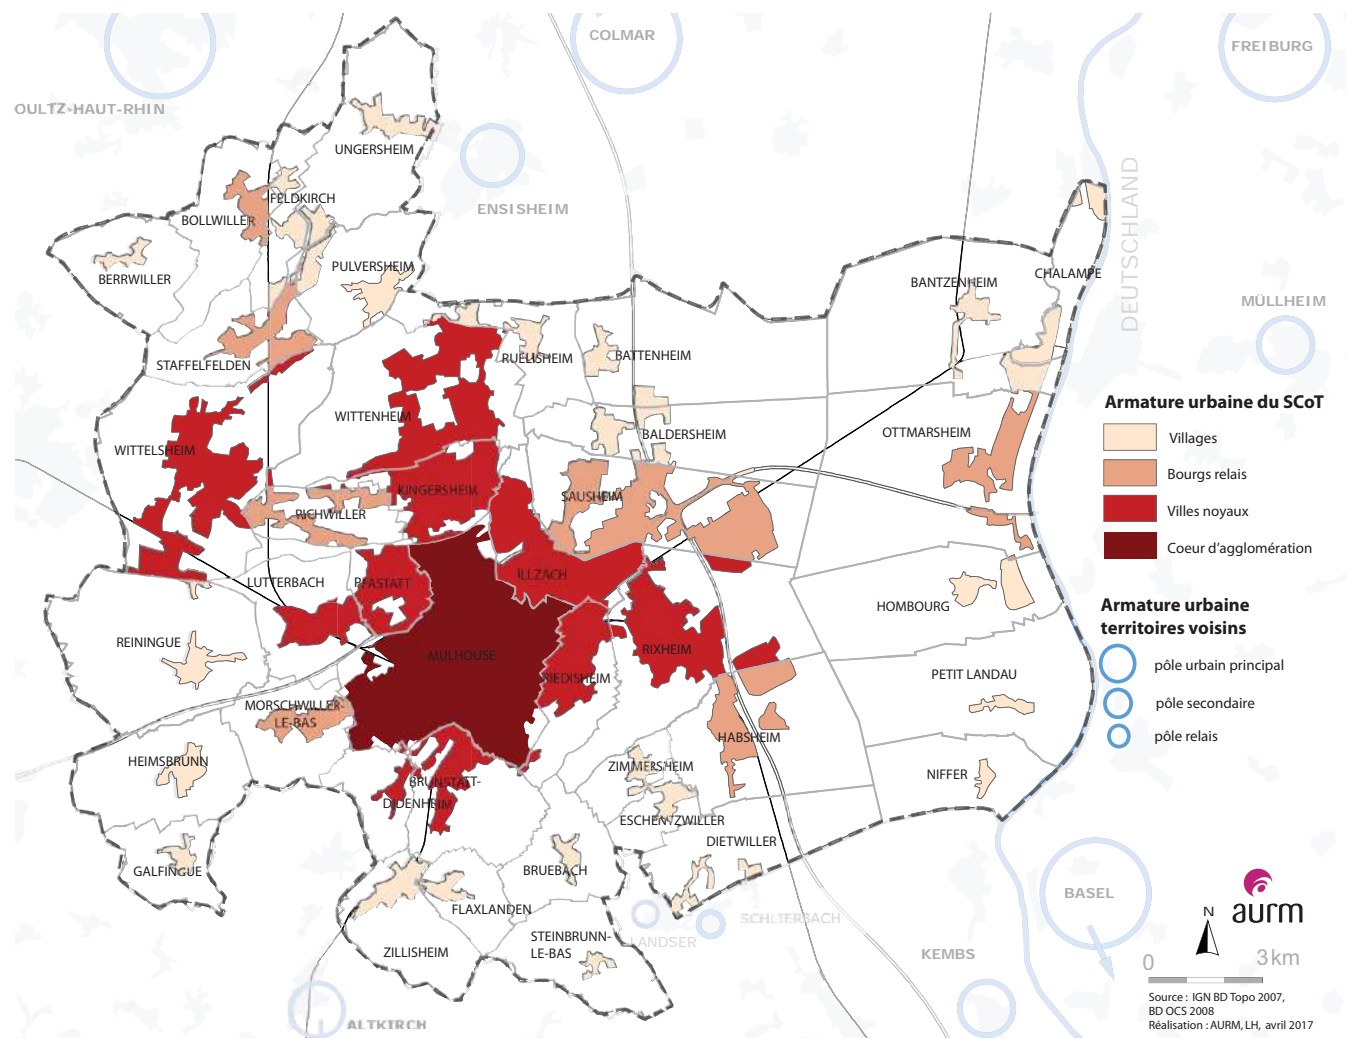 COLMAR
FREIBURG
OULTZ-HAUT-RHIN
UNGERSHEIM
ENSISHEIM
DEUTSCHLAND
FELDKIRCH
BOLLWILLER
BERRWILLER
PULVERSHEIM
BANTZENHEIM
CHALAMPE
MÜLLHEIM
STAFFELFELDEN
RUELISHEIM
BATTENHEIM
WITTENHEIM
WITTELSHEIM
BALDERSHEIM
OTTMARSHEIM
KINGERSHEIM
SAUSHEIM
RICHWILLER
LUTTERBACH
PFASTATT
ILLZACH
HOMBOURG
REININGUE
MULHOUSE
RIXHEIM
RIEDISHEIM
PETIT LANDAU
MORSCHWILLER-
LE-BAS
HABSHEIM
HEIMSBRUNN
ZIMMERSHEIM
NIFFER
BRUNSTATT-
DIDENHEIM
ESCHENTZWILLER
DIETWILLER
GALFINGUE
BRUEBACH
FLAXLANDEN
STEINBRUNN-
LE-BAS
ZILLISHEIM
LANDSER
SCHLIERBACH
KEMBS
BASEL
ALTKIRCH
Armature urbaine du SCoT
Villages
Bourgs relais
Villes noyaux
Coeur d'agglomération
Armature urbaine
territoires voisins
pôle urbain principal
pôle secondaire
pôle relais
N
aurm
0 3 km
Source : IGN BD Topo 2007,
BD OCS 2008
Réalisation : AURM, LH, avril 2017